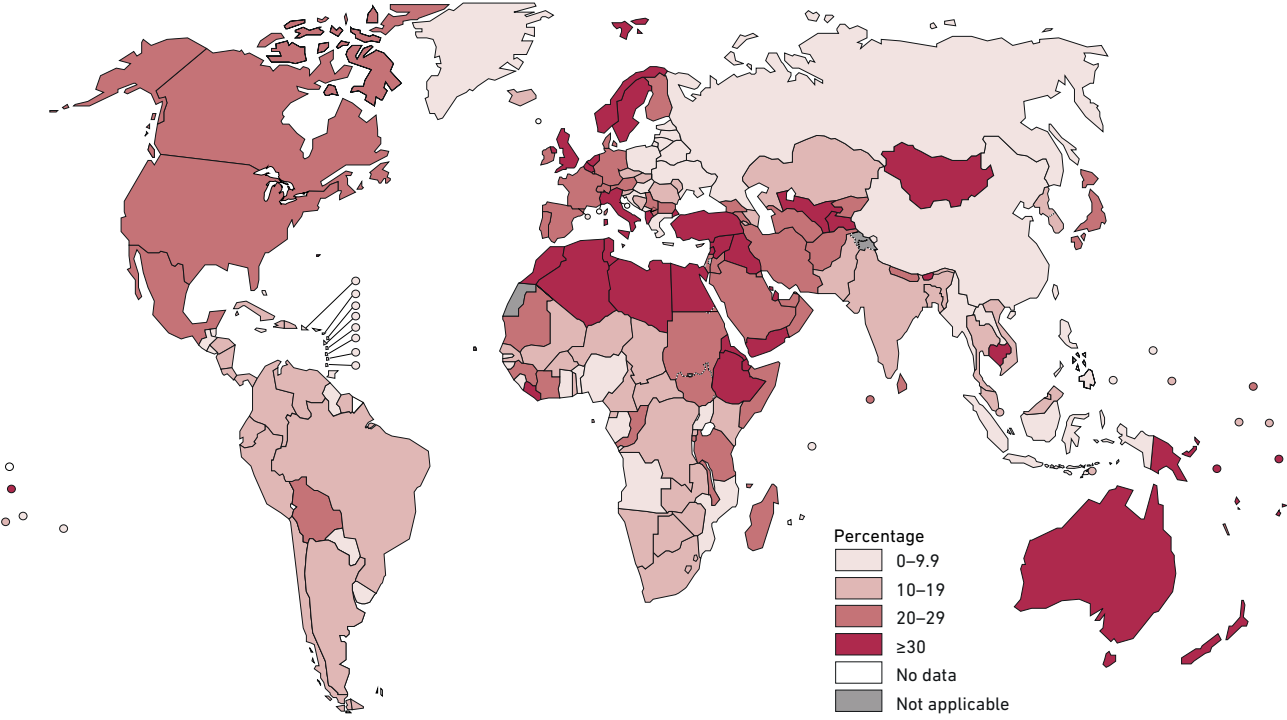 Percentage
0–9.9
10–19
20–29
≥30
No data
Not applicable